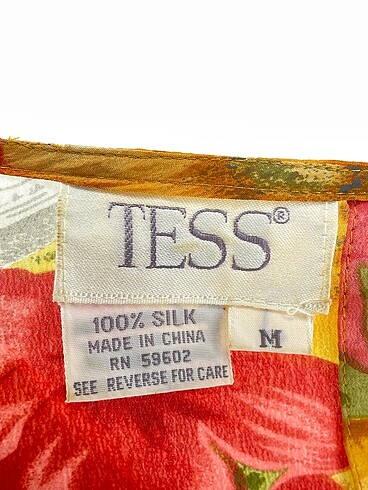 TESS®
100% SILK
MADE IN CHINA
RN 59602
SEE REVERSE FOR CARE
M